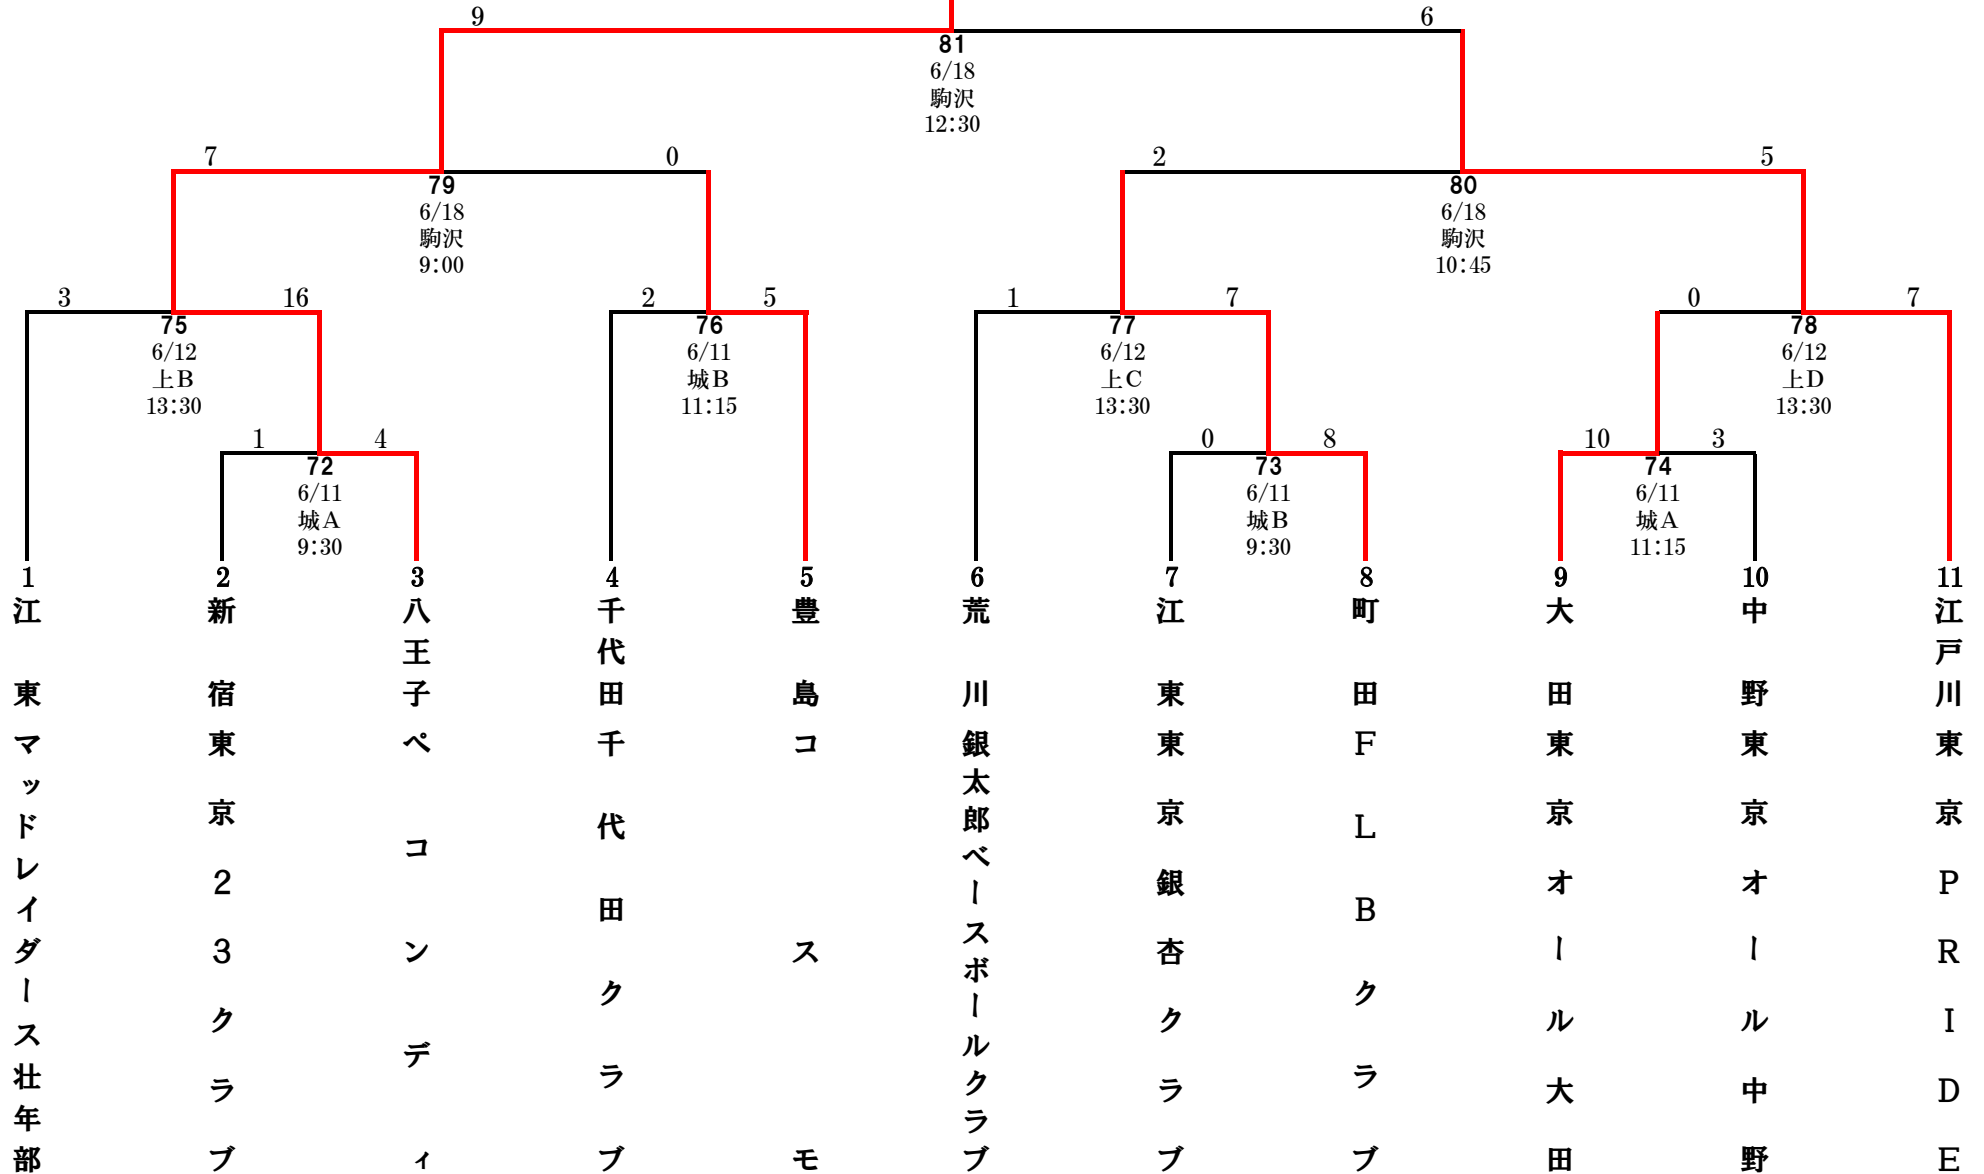 9 6
81
6/18
駒沢
12:30
7 0 2 5
79 80
6/18 6/18
駒沢 駒沢
9:00 10:45
3 16 2 5 1 7 0 7
75 76 77 78
6/12 6/11 6/12 6/12
上B 城B 上C 上D
13:30 11:15 13:30 13:30
1 4 0 8 10 3
72 73 74
6/11 6/11 6/11
城A 城B 城A
9:30 9:30 11:15
1 2 3 4 5 6 7 8 9 10 11
江東マッドレイダース壮年部
新宿東京23クラブ
八王子ペコンディ
千代田千代田クラブ
豊島コスモ
荒川銀太郎ベースボールクラブ
江東東京銀杏クラブ
町田FLBクラブ
大田東京オール大田
中野東京オール中野
江戸川東京PRIDE